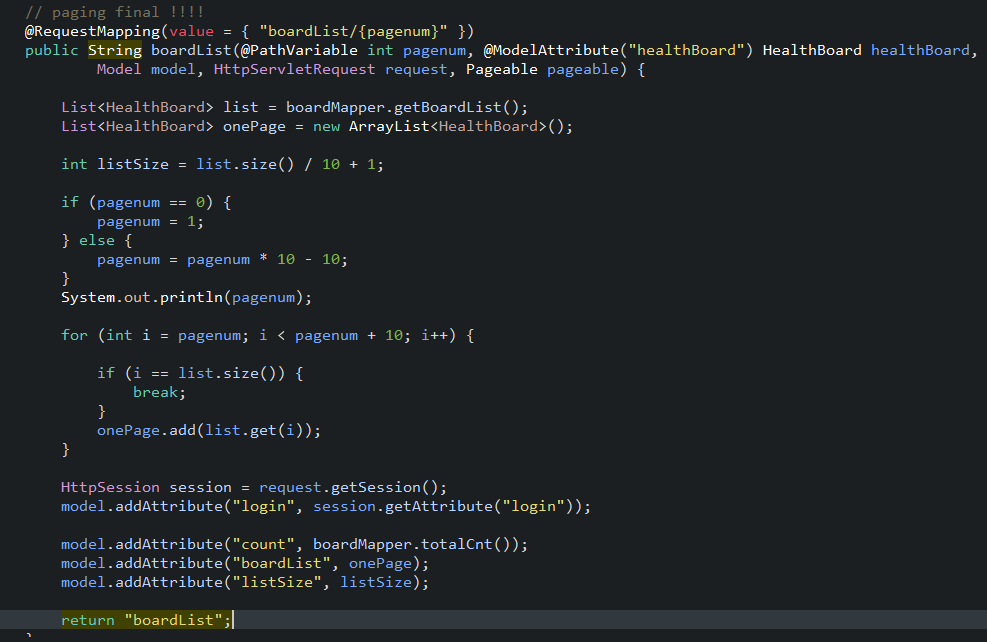 // paging final !!!!
@RequestMapping(value = { "boardList/{pagenum}" })
public String boardList(@PathVariable int pagenum, @ModelAttribute("healthBoard") HealthBoard healthBoard,
Model model, HttpServletRequest request, Pageable pageable) {
List<HealthBoard> list = boardMapper.getBoardList();
List<HealthBoard> onePage = new ArrayList<HealthBoard>();
int listSize = list.size() / 10 + 1;
if (pagenum == 0) {
pagenum = 1;
} else {
pagenum = pagenum * 10 - 10;
}
System.out.println(pagenum);
for (int i = pagenum; i < pagenum + 10; i++) {
if (i == list.size()) {
break;
}
onePage.add(list.get(i));
}
HttpSession session = request.getSession();
model.addAttribute("login", session.getAttribute("login"));
model.addAttribute("count", boardMapper.totalCnt());
model.addAttribute("boardList", onePage);
model.addAttribute("listSize", listSize);
return "boardList";